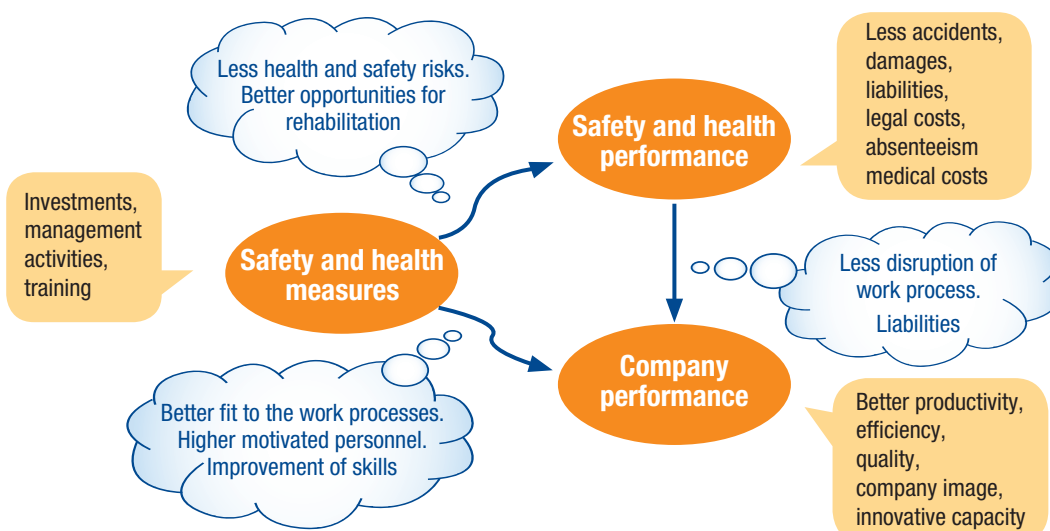 Less health and safety risks.
Better opportunities for
rehabilitation
Safety and health
performance
Less accidents,
damages,
liabilities,
legal costs,
absenteeism
medical costs
Investments,
management
activities,
training
Safety and health
measures
Less disruption of
work process.
Liabilities
Better fit to the work processes.
Higher motivated personnel.
Improvement of skills
Company
performance
Better productivity,
efficiency,
quality,
company image,
innovative capacity